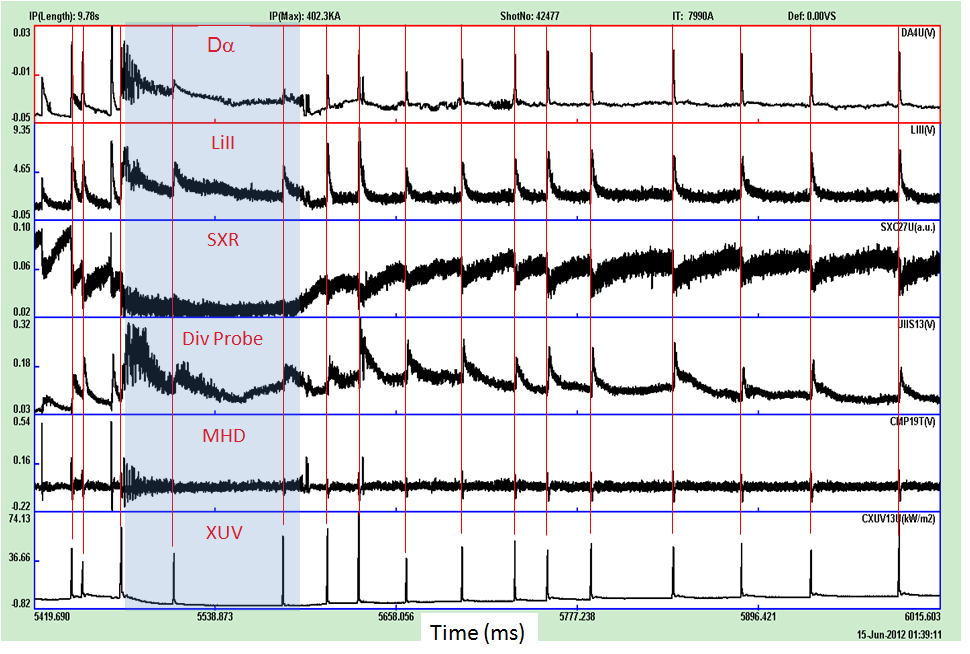 IP(Length): 9.78s IP(Max): 402.3KA ShotNo: 42477 IT: 7990A Def: 0.00VS
0.03 DA4U(V)
Dα
-0.01
-0.05
9.35 LIII(V)
LiII
4.65
-0.05
0.10 SXC27U(a.u.)
SXR
0.06
0.02
0.32 JIIS13(V)
Div Probe
0.18
0.03
0.54 CMP19T(V)
MHD
0.16
-0.22
74.13 CXUV13U(kW/m2)
XUV
36.66
-0.82
5419.690 5538.873 5658.056 5777.238 5896.421 6015.603
Time (ms)
15-Jun-2012 01:39:11